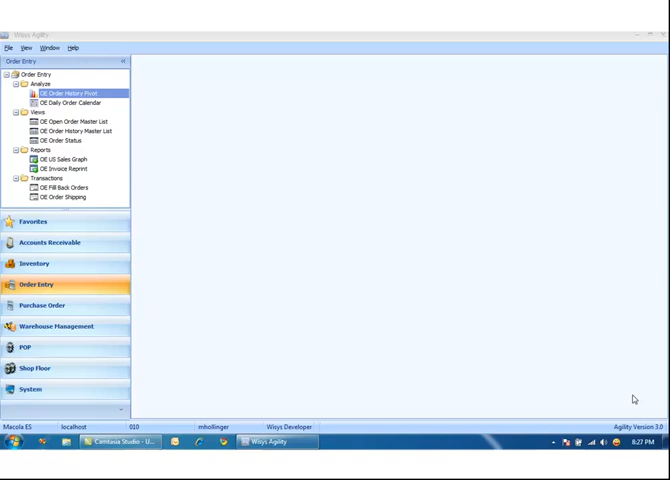 Wisys Agility
File View Window Help
Order Entry
Order Entry
Analyze
OE Order History Pivot
OE Daily Order Calendar
Views
OE Open Order Master List
OE Order History Master List
OE Order Status
Reports
OE US Sales Graph
OE Invoice Reprint
Transactions
OE Fill Back Orders
OE Order Shipping
Favorites
Accounts Receivable
Inventory
Order Entry
Purchase Order
Warehouse Management
POP
Shop Floor
System
Macola ES localhost 010 mhollinger Wisys Developer Agility Version 3.0
Camtasia Studio - U... Wisys Agility 8:27 PM